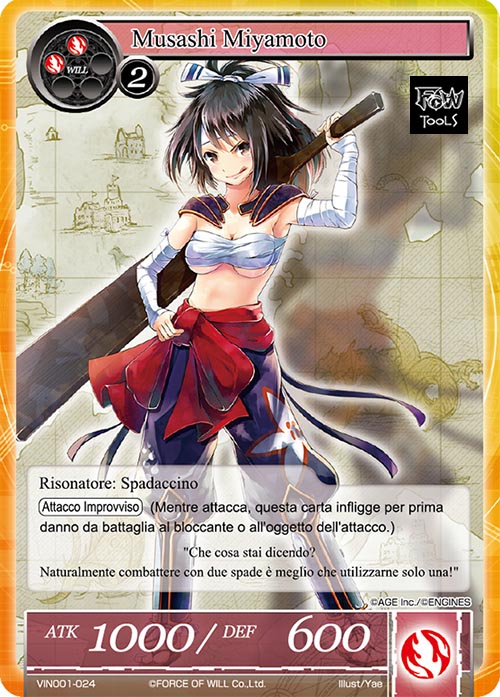 Musashi Miyamoto
WILL
2
FOW
TOOLS
Risonatore: Spadaccino
Attacco Improvviso (Mentre attacca, questa carta infligge per prima
danno da battaglia al bloccante o all'oggetto dell'attacco.)
"Che cosa stai dicendo?
Naturalmente combattere con due spade è meglio che utilizzarne solo una!"
©AGE Inc./©ENGINES
ATK 1000 / DEF 600
VIN001-024 ©FORCE OF WILL Co.,Ltd. Illust/Yae